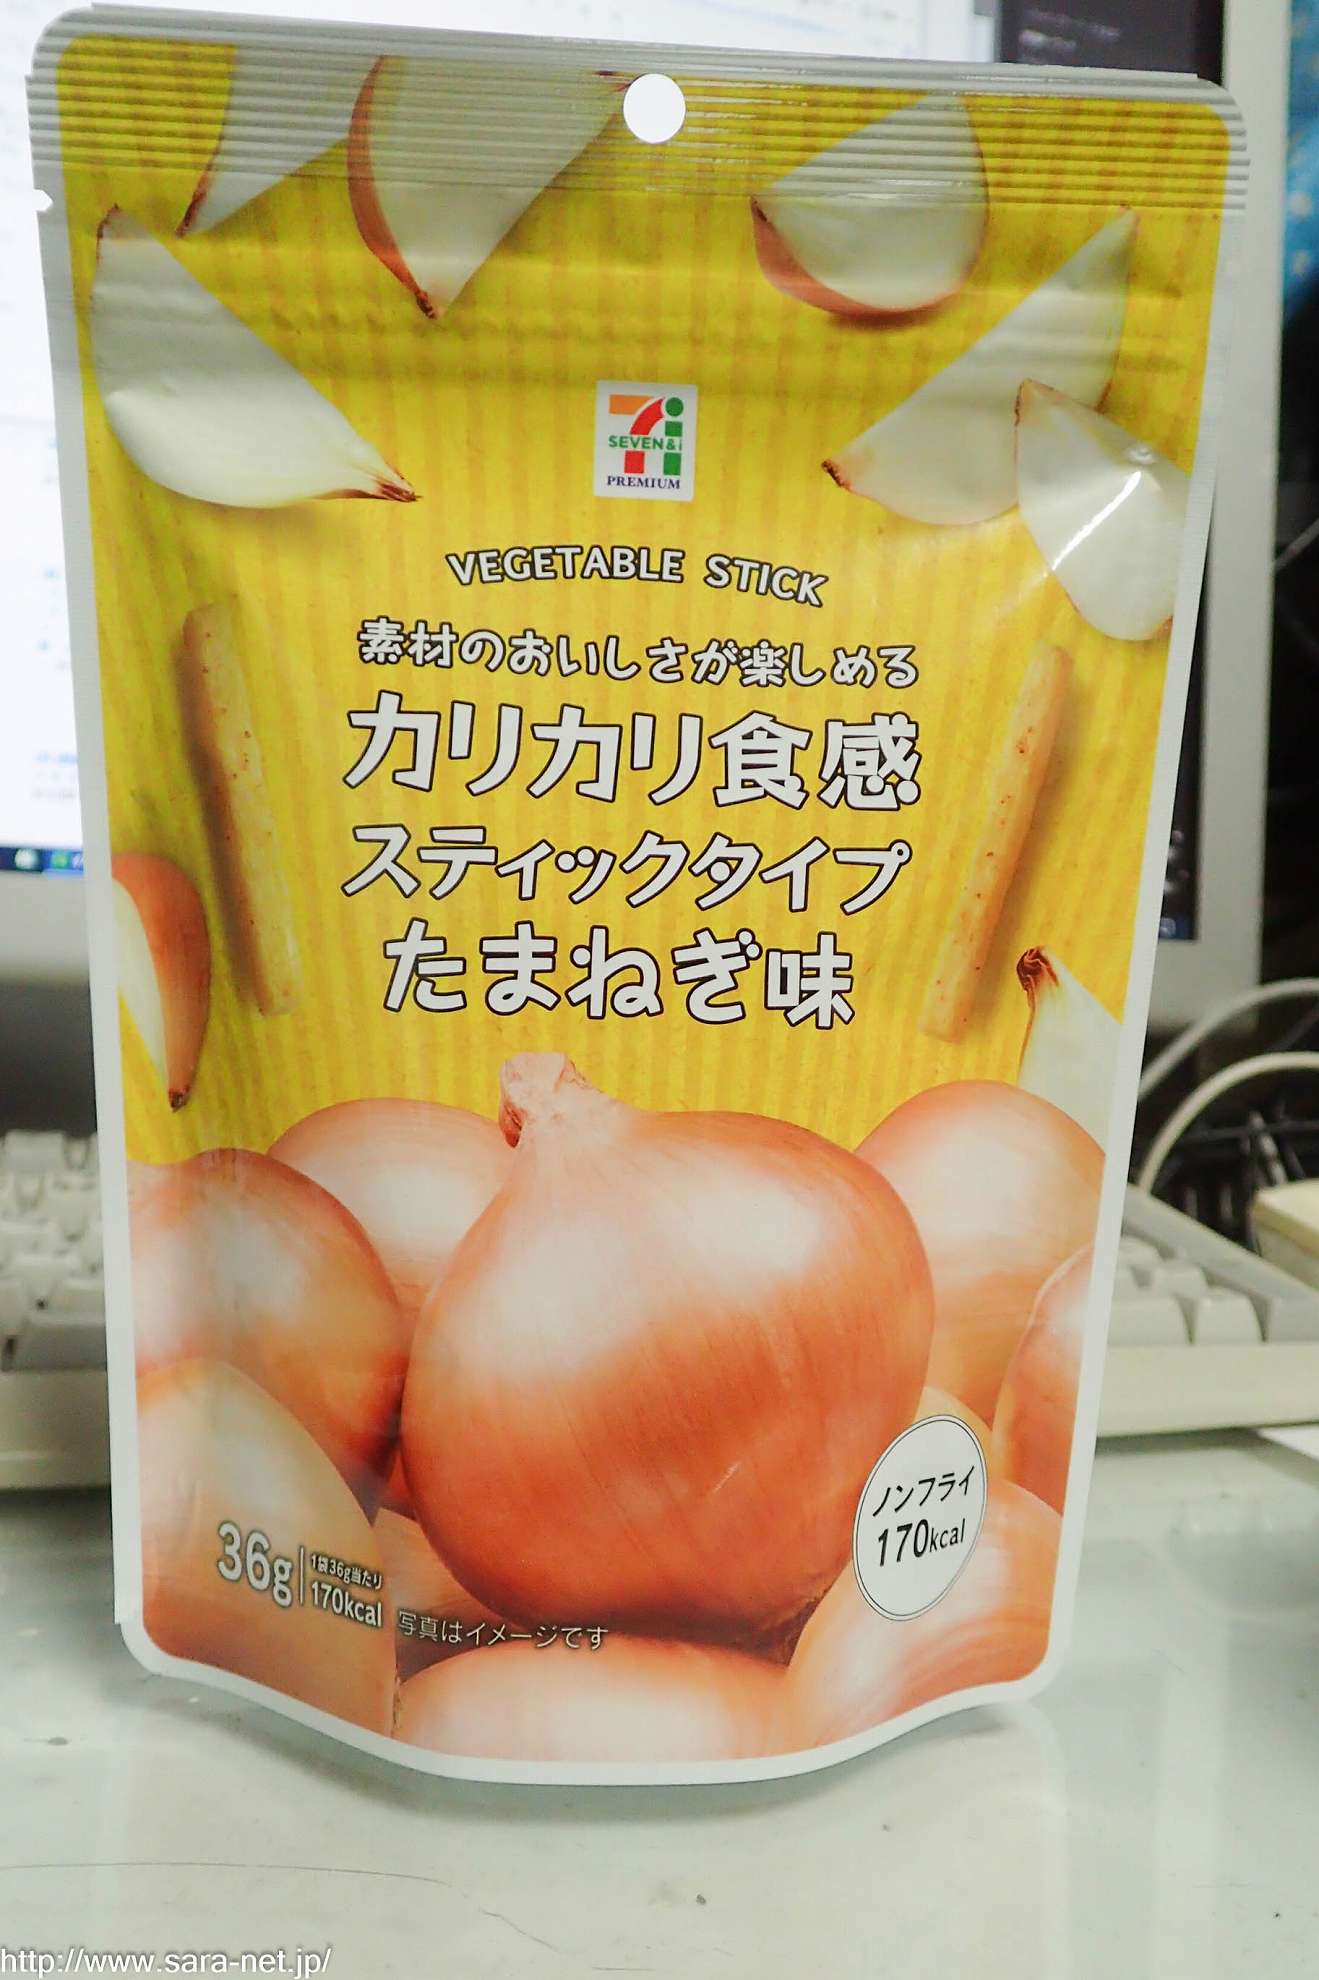 SEVEN&i
PREMIUM
VEGETABLE STICK
素材のおいしさが楽しめる
カリカリ食感
スティックタイプ
たまねぎ味
ノンフライ
170kcal
36g
1袋36g当たり
170kcal
写真はイメージです
http://www.sara-net.jp/